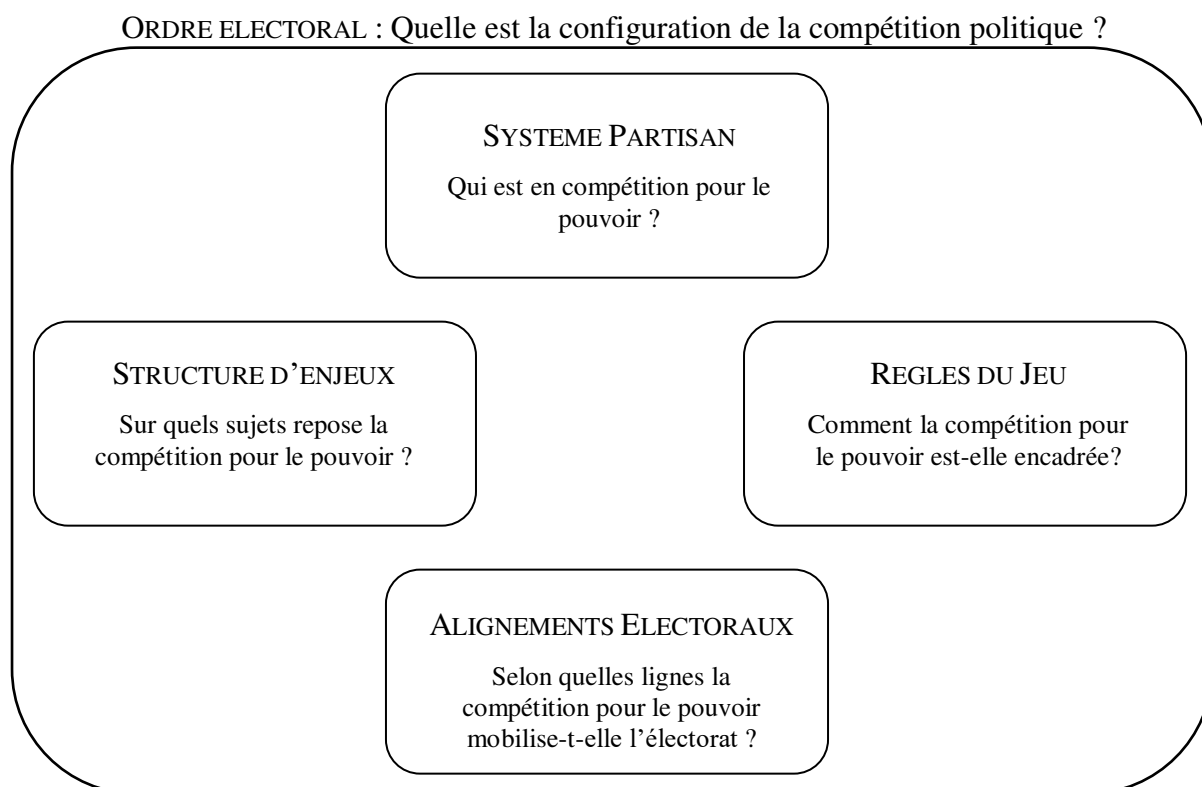 ORDRE ELECTORAL : Quelle est la configuration de la compétition politique ?
SYSTEME PARTISAN
Qui est en compétition pour le
pouvoir ?
STRUCTURE D’ENJEUX
Sur quels sujets repose la
compétition pour le pouvoir ?
REGLES DU JEU
Comment la compétition pour
le pouvoir est-elle encadrée?
ALIGNEMENTS ELECTORAUX
Selon quelles lignes la
compétition pour le pouvoir
mobilise-t-elle l’électorat ?